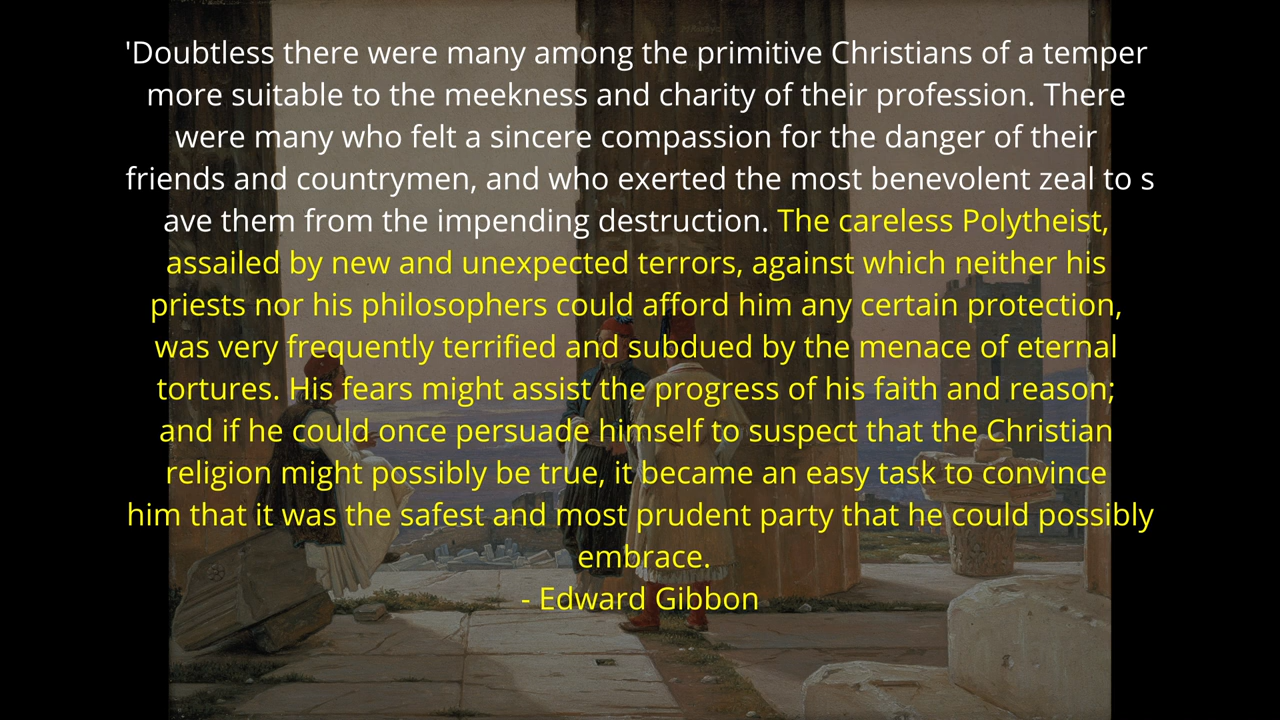 'Doubtless there were many among the primitive Christians of a temper
more suitable to the meekness and charity of their profession. There
were many who felt a sincere compassion for the danger of their
friends and countrymen, and who exerted the most benevolent zeal to s
ave them from the impending destruction. The careless Polytheist,
assailed by new and unexpected terrors, against which neither his
priests nor his philosophers could afford him any certain protection,
was very frequently terrified and subdued by the menace of eternal
tortures. His fears might assist the progress of his faith and reason;
and if he could once persuade himself to suspect that the Christian
religion might possibly be true, it became an easy task to convince
him that it was the safest and most prudent party that he could possibly
embrace.
- Edward Gibbon